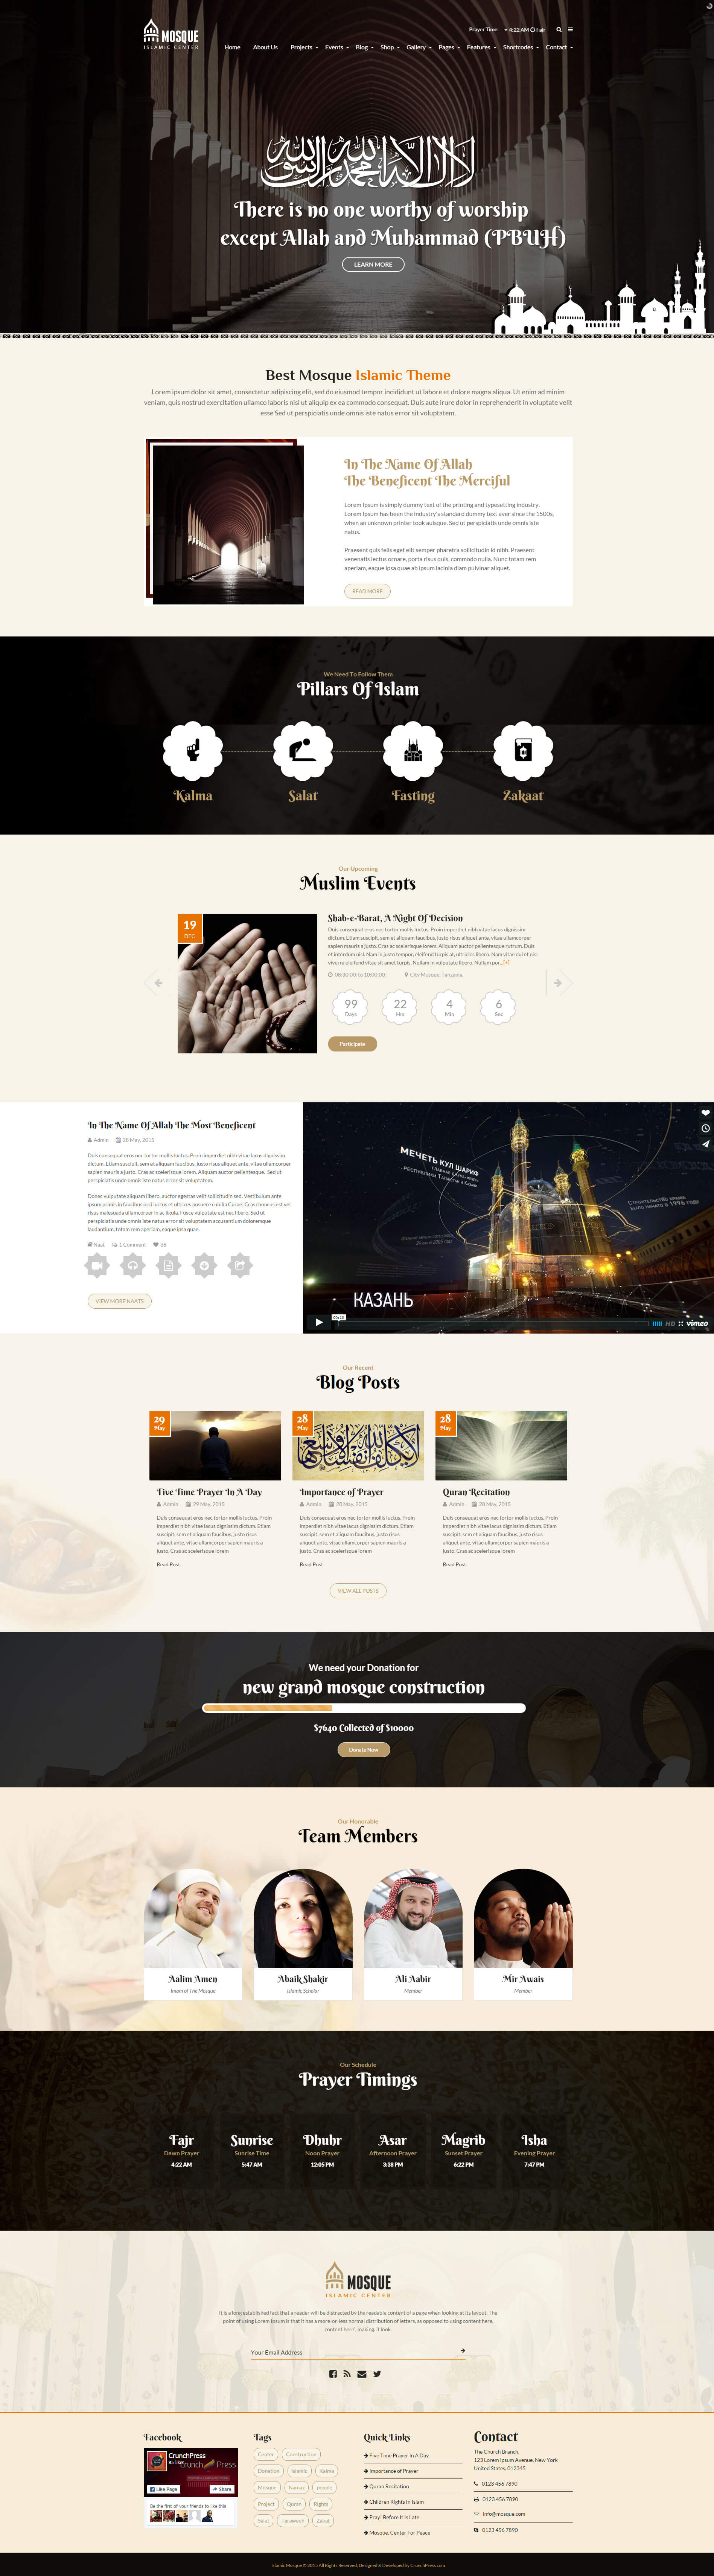 MOSQUE
ISLAMIC CENTER
Prayer Time: 4:22 AM Fajr
Home About Us Projects Events Blog Shop Gallery Pages Features Shortcodes Contact
There is no one worthy of worship
except Allah and Muhammad (PBUH)
LEARN MORE
Best Mosque Islamic Theme
Lorem ipsum dolor sit amet, consectetur adipiscing elit, sed do eiusmod tempor incididunt ut labore et dolore magna aliqua. Ut enim ad minim
veniam, quis nostrud exercitation ullamco laboris nisi ut aliquip ex ea commodo consequat. Duis aute irure dolor in reprehenderit in voluptate velit
esse Sed ut perspiciatis unde omnis iste natus error sit voluptatem.
In The Name Of Allah
The Beneficent The Merciful
Lorem Ipsum is simply dummy text of the printing and typesetting industry.
Lorem Ipsum has been the industry's standard dummy text ever since the 1500s,
when an unknown printer took aulsque. Sed ut perspiciatis unde omnis iste
natus.
Praesent quis felis eget elit semper pharetra sollicitudin id nibh. Praesent
venenatis lectus ornare, porta risus quis, commodo nulla. Nunc totam rem
aperiam, eaque ipsa quae ab ipsum lacinia diam pulvinar aliquet.
READ MORE
We Need To Follow Them
Pillars Of Islam
Kalma Salat Fasting Zakaat
Our Upcoming
Muslim Events
19
DEC
Shab-e-Barat, A Night Of Decision
Duis consequat eros nec tortor mollis luctus. Proin imperdiet nibh vitae lacus dignissim
dictum. Etiam suscipit, sem et aliquam faucibus, justo risus aliquet ante, vitae ullamcorper
sapien mauris a justo. Cras ac scelerisque lorem. Aliquam auctor pellentesque rutrum. Duis
et interdum nisl. Nam in justo tempor, eleifend turpis at, ultricies libero. Nam vitae dui et nisl
viverra eleifend vitae sit amet turpis. Nullam in vulputate libero. Nullam por...[+]
08:30:00. to 10:00:00. City Mosque, Tanzania.
99 22 4 6
Days Hrs Min Sec
Participate
In The Name Of Allah The Most Beneficent
Admin 28 May, 2015
Duis consequat eros nec tortor mollis luctus. Proin imperdiet nibh vitae lacus dignissim
dictum. Etiam suscipit, sem et aliquam faucibus, justo risus aliquet ante, vitae ullamcorper
sapien mauris a justo. Cras ac scelerisque lorem. Aliquam auctor pellentesque. Sed ut
perspiciatis unde omnis iste natus error sit voluptatem.
Donec vulputate aliquam libero, auctor egestas velit sollicitudin sed. Vestibulum ante
ipsum primis in faucibus orci luctus et ultrices posuere cubilia Curae; Cras rhoncus est vel
risus malesuada ullamcorper in ac ligula. Fusce vulputate est nec libero. Sed ut
perspiciatis unde omnis iste natus error sit voluptatem accusantium doloremque
laudantium, totam rem aperiam, eaque ipsa quae.
Naat 1 Comment 36
VIEW MORE NAATS
МЕЧЕТЬ КУЛ ШАРИФ
КАЗАНЬ
HD vimeo
Our Recent
Blog Posts
29
May
28
May
28
May
Five Time Prayer In A Day
Admin 29 May, 2015
Duis consequat eros nec tortor mollis luctus. Proin
imperdiet nibh vitae lacus dignissim dictum. Etiam
suscipit, sem et aliquam faucibus, justo risus
aliquet ante, vitae ullamcorper sapien mauris a
justo. Cras ac scelerisque lorem
Read Post
Importance of Prayer
Admin 28 May, 2015
Duis consequat eros nec tortor mollis luctus. Proin
imperdiet nibh vitae lacus dignissim dictum. Etiam
suscipit, sem et aliquam faucibus, justo risus
aliquet ante, vitae ullamcorper sapien mauris a
justo. Cras ac scelerisque lorem
Read Post
Quran Recitation
Admin 28 May, 2015
Duis consequat eros nec tortor mollis luctus. Proin
imperdiet nibh vitae lacus dignissim dictum. Etiam
suscipit, sem et aliquam faucibus, justo risus
aliquet ante, vitae ullamcorper sapien mauris a
justo. Cras ac scelerisque lorem
Read Post
VIEW ALL POSTS
We need your Donation for
new grand mosque construction
$7640 Collected of $10000
Donate Now
Our Honorable
Team Members
Aalim Amen
Imam of The Mosque
Abaik Shakir
Islamic Scholar
Ali Aabir
Member
Mir Awais
Member
Our Schedule
Prayer Timings
Fajr Sunrise Dhuhr Asar Magrib Isha
Dawn Prayer Sunrise Time Noon Prayer Afternoon Prayer Sunset Prayer Evening Prayer
4:22 AM 5:47 AM 12:05 PM 3:38 PM 6:22 PM 7:47 PM
MOSQUE
ISLAMIC CENTER
It is a long established fact that a reader will be distracted by the readable content of a page when looking at its layout. The
point of using Lorem Ipsum is that it has a more-or-less normal distribution of letters, as opposed to using content here,
content here', making. it look.
Your Email Address
Facebook
CrunchPress
85 likes
Like Page Share
Be the first of your friends to like this
Tags
Center Construction
Donation Islamic Kalma
Mosque Namaz people
Project Quran Rights
Salat Taraweeh Zakat
Quick Links
Five Time Prayer In A Day
Importance of Prayer
Quran Recitation
Children Rights In Islam
Pray! Before It Is Late
Mosque, Center For Peace
Contact
The Church Branch,
123 Lorem Ipsum Avenue, New York
United States, 012345
0123 456 7890
0123 456 7890
info@mosque.com
0123 456 7890
Islamic Mosque © 2015 All Rights Reserved. Designed & Developed by CrunchPress.com